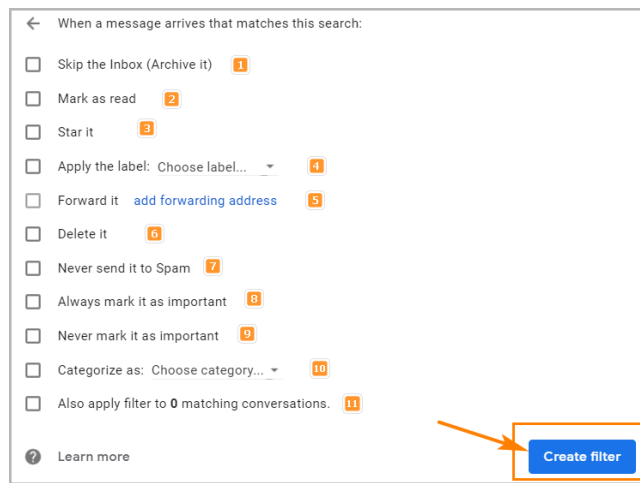 When a message arrives that matches this search:
Skip the Inbox (Archive it) 1
Mark as read 2
Star it 3
Apply the label: Choose label... 4
Forward it add forwarding address 5
Delete it 6
Never send it to Spam 7
Always mark it as important 8
Never mark it as important 9
Categorize as: Choose category... 10
Also apply filter to 0 matching conversations. 11
? Learn more Create filter